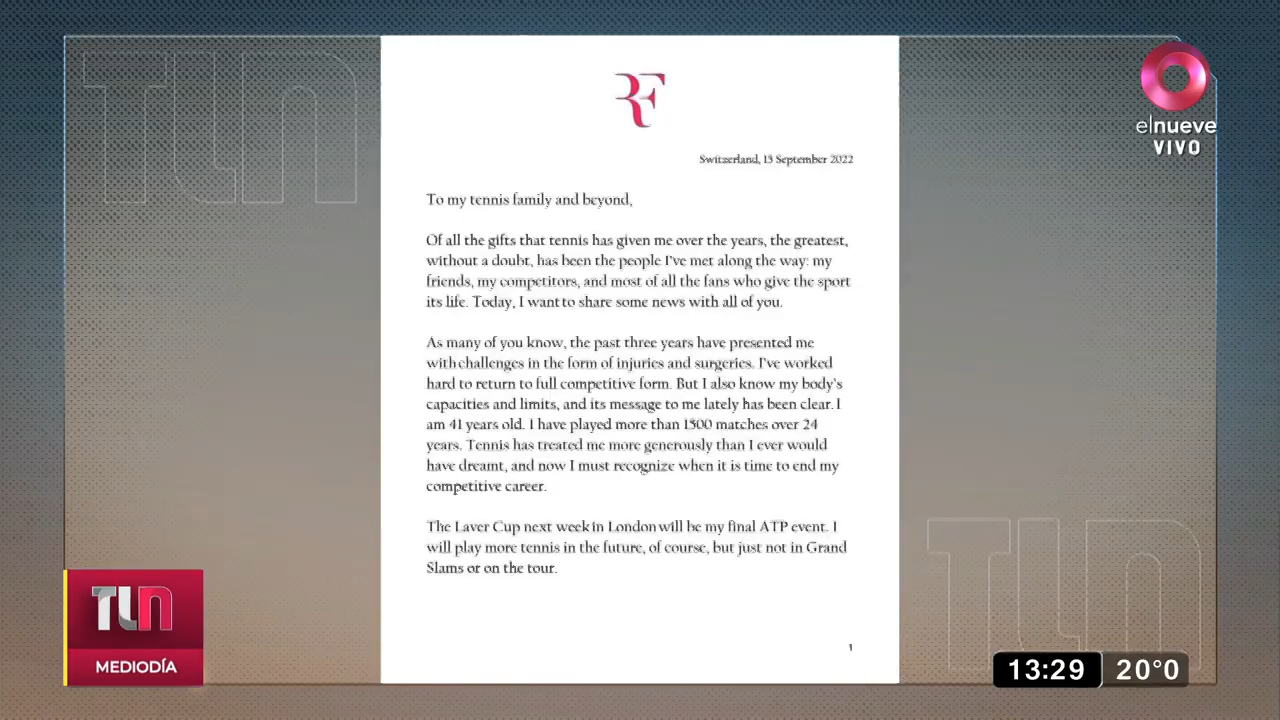 TLN
elnueve
VIVO
RF
Switzerland, 13 September 2022
To my tennis family and beyond,
Of all the gifts that tennis has given me over the years, the greatest,
without a doubt, has been the people I've met along the way: my
friends, my competitors, and most of all the fans who give the sport
its life. Today, I want to share some news with all of you.
As many of you know, the past three years have presented me
with challenges in the form of injuries and surgeries. I've worked
hard to return to full competitive form. But I also know my body's
capacities and limits, and its message to me lately has been clear. I
am 41 years old. I have played more than 1500 matches over 24
years. Tennis has treated me more generously than I ever would
have dreamt, and now I must recognize when it is time to end my
competitive career.
The Laver Cup next week in London will be my final ATP event. I
will play more tennis in the future, of course, but just not in Grand
Slams or on the tour.
1
TLN
TLN
MEDIODÍA
13:29
20°0